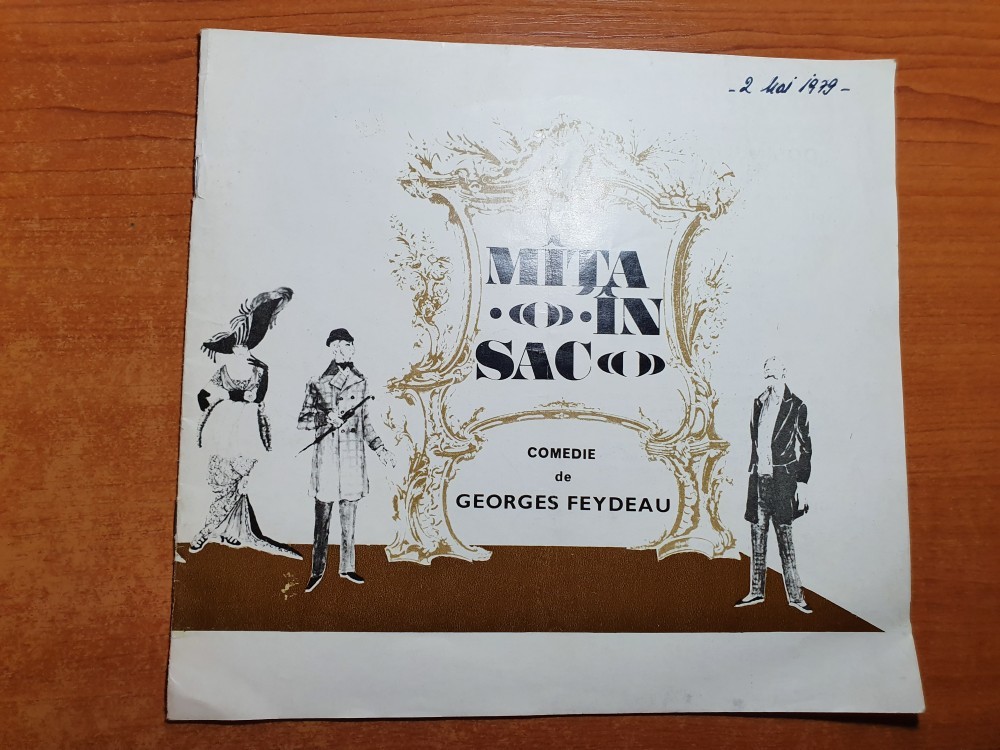 - 2 Mai 1979 -
MÎȚA
ÎN
SAC
COMEDIE
de
GEORGES FEYDEAU